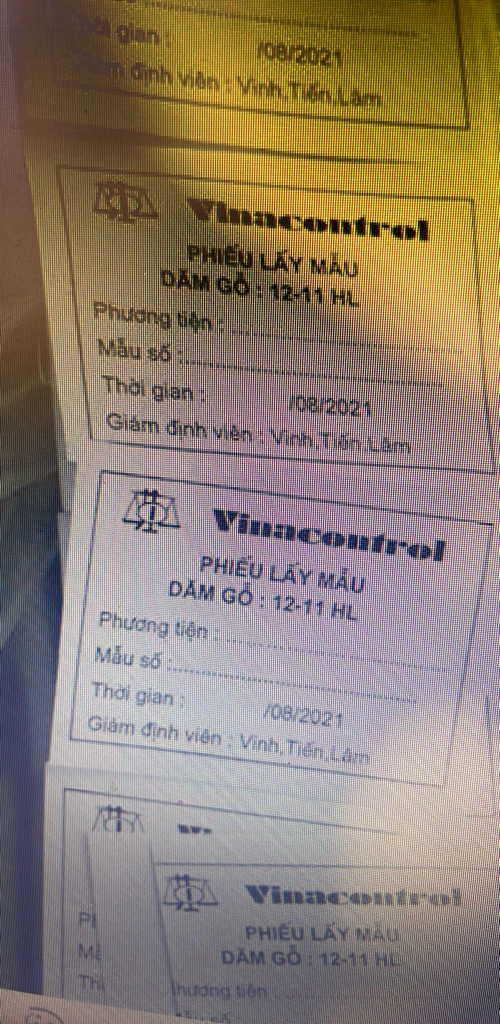 Thời gian : /08/2021
Giám định viên : Vinh,Tiến,Lâm
Vinacontrol
PHIẾU LẤY MẪU
DĂM GỖ : 12-11 HL
Phương tiện :
Mẫu số :
Thời gian : /08/2021
Giám định viên : Vinh,Tiến,Lâm
Vinacontrol
PHIẾU LẤY MẪU
DĂM GỖ : 12-11 HL
Phương tiện :
Mẫu số :
Thời gian : /08/2021
Giám định viên : Vinh,Tiến,Lâm
Vinacontrol
PHIẾU LẤY MẪU
DĂM GỖ : 12-11 HL
hương tiện :